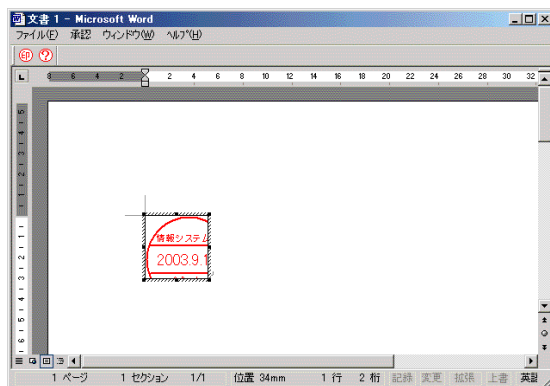 文書 1 - Microsoft Word
ファイル(F) 承認 ウィンドウ(W) ヘルプ(H)
印 ?
L 8 6 4 2 2 4 6 8 10 12 14 16 18 20 22 24 26 28 30 32
情報システム
2003.9.1
1 ページ 1 セクション 1/1 位置 34mm 1 行 2 桁 記録 変更 拡張 上書 英